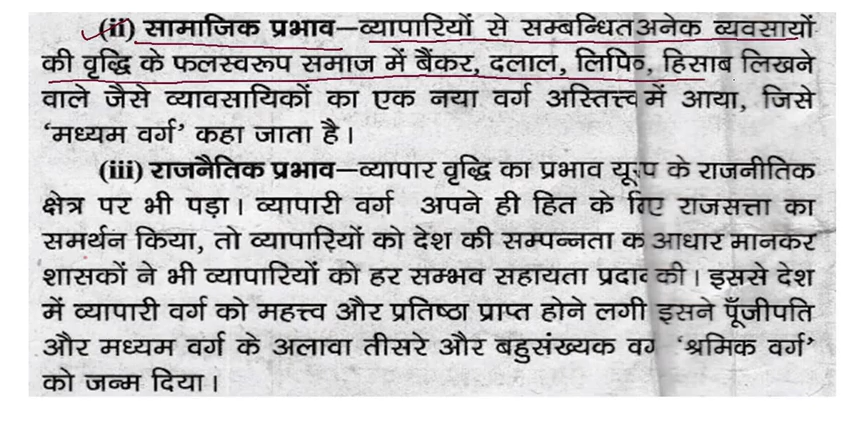 (ii) सामाजिक प्रभाव—व्यापारियों से सम्बन्धित अनेक व्यवसायों
की वृद्धि के फलस्वरूप समाज में बैंकर, दलाल, हिसाब लिखने
वाले जैसे व्यावसायिकों का एक नया वर्ग अस्तित्त्व में आया, जिसे
'मध्यम वर्ग' कहा जाता है।
(iii) राजनैतिक प्रभाव—व्यापार वृद्धि का प्रभाव के राजनीतिक
क्षेत्र पर भी पड़ा। व्यापारी वर्ग अपने ही हित के राजसत्ता का
समर्थन किया, तो व्यापारियों को देश की सम्पन्नता आधार मानकर
शासकों ने भी व्यापारियों को हर सम्भव सहायता की। इससे देश
में व्यापारी वर्ग को महत्त्व और प्रतिष्ठा प्राप्त होने लगी इसने पूँजीपति
और मध्यम वर्ग के अलावा तीसरे और बहुसंख्यक 'श्रमिक वर्ग'
को जन्म दिया।